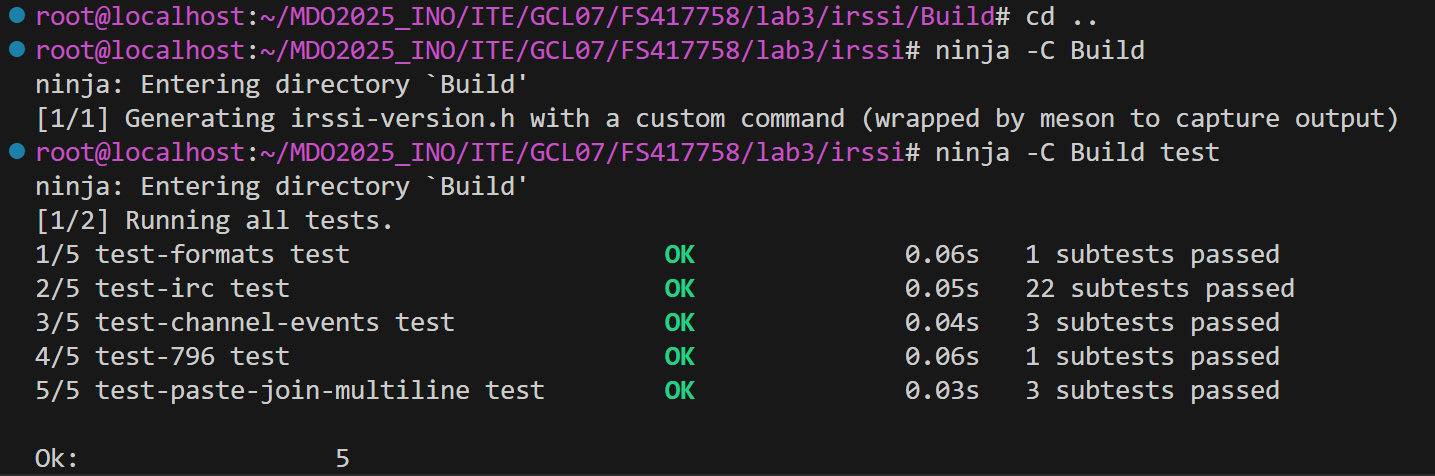 root@localhost:~/MDO2025_INO/ITE/GCL07/FS417758/lab3/irssi/Build# cd ..
root@localhost:~/MDO2025_INO/ITE/GCL07/FS417758/lab3/irssi# ninja -C Build
ninja: Entering directory `Build'
[1/1] Generating irssi-version.h with a custom command (wrapped by meson to capture output)
root@localhost:~/MDO2025_INO/ITE/GCL07/FS417758/lab3/irssi# ninja -C Build test
ninja: Entering directory `Build'
[1/2] Running all tests.
1/5 test-formats test                     OK              0.06s   1 subtests passed
2/5 test-irc test                         OK              0.05s   22 subtests passed
3/5 test-channel-events test              OK              0.04s   3 subtests passed
4/5 test-796 test                         OK              0.06s   1 subtests passed
5/5 test-paste-join-multiline test        OK              0.03s   3 subtests passed
Ok:                 5